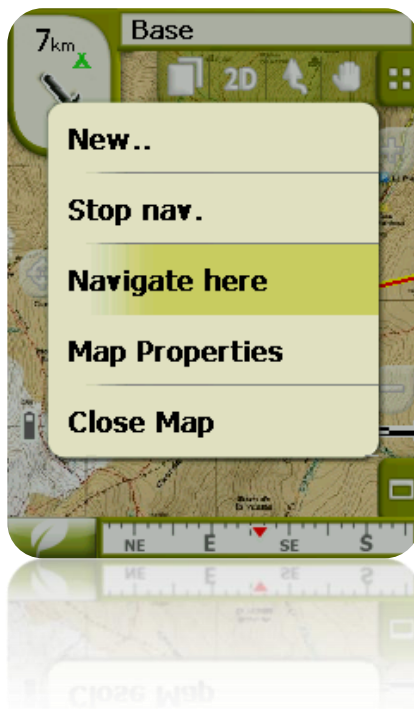 Base
7km
2D
New..
Stop nav.
Navigate here
Map Properties
Close Map
NE E SE S